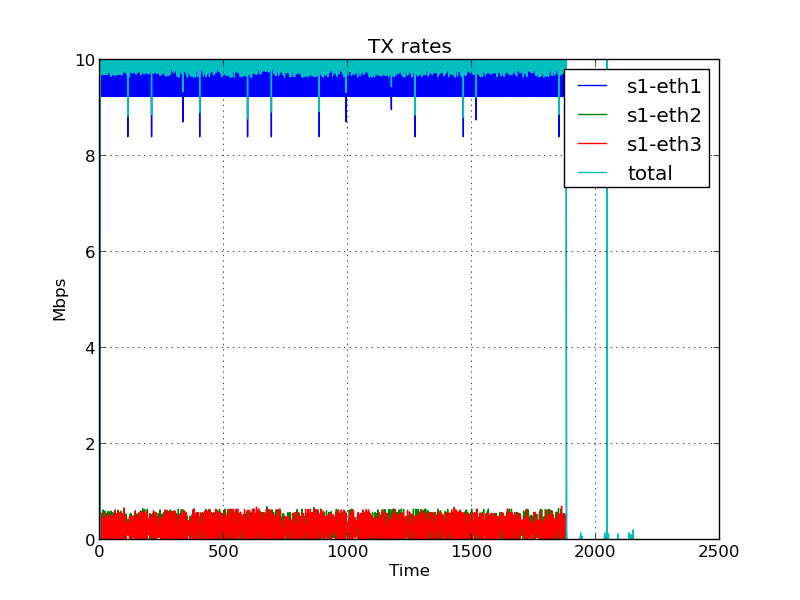 TX rates
10
8
6
4
2
0
Mbps
s1-eth1
s1-eth2
s1-eth3
total
0
500
1000
1500
2000
2500
Time